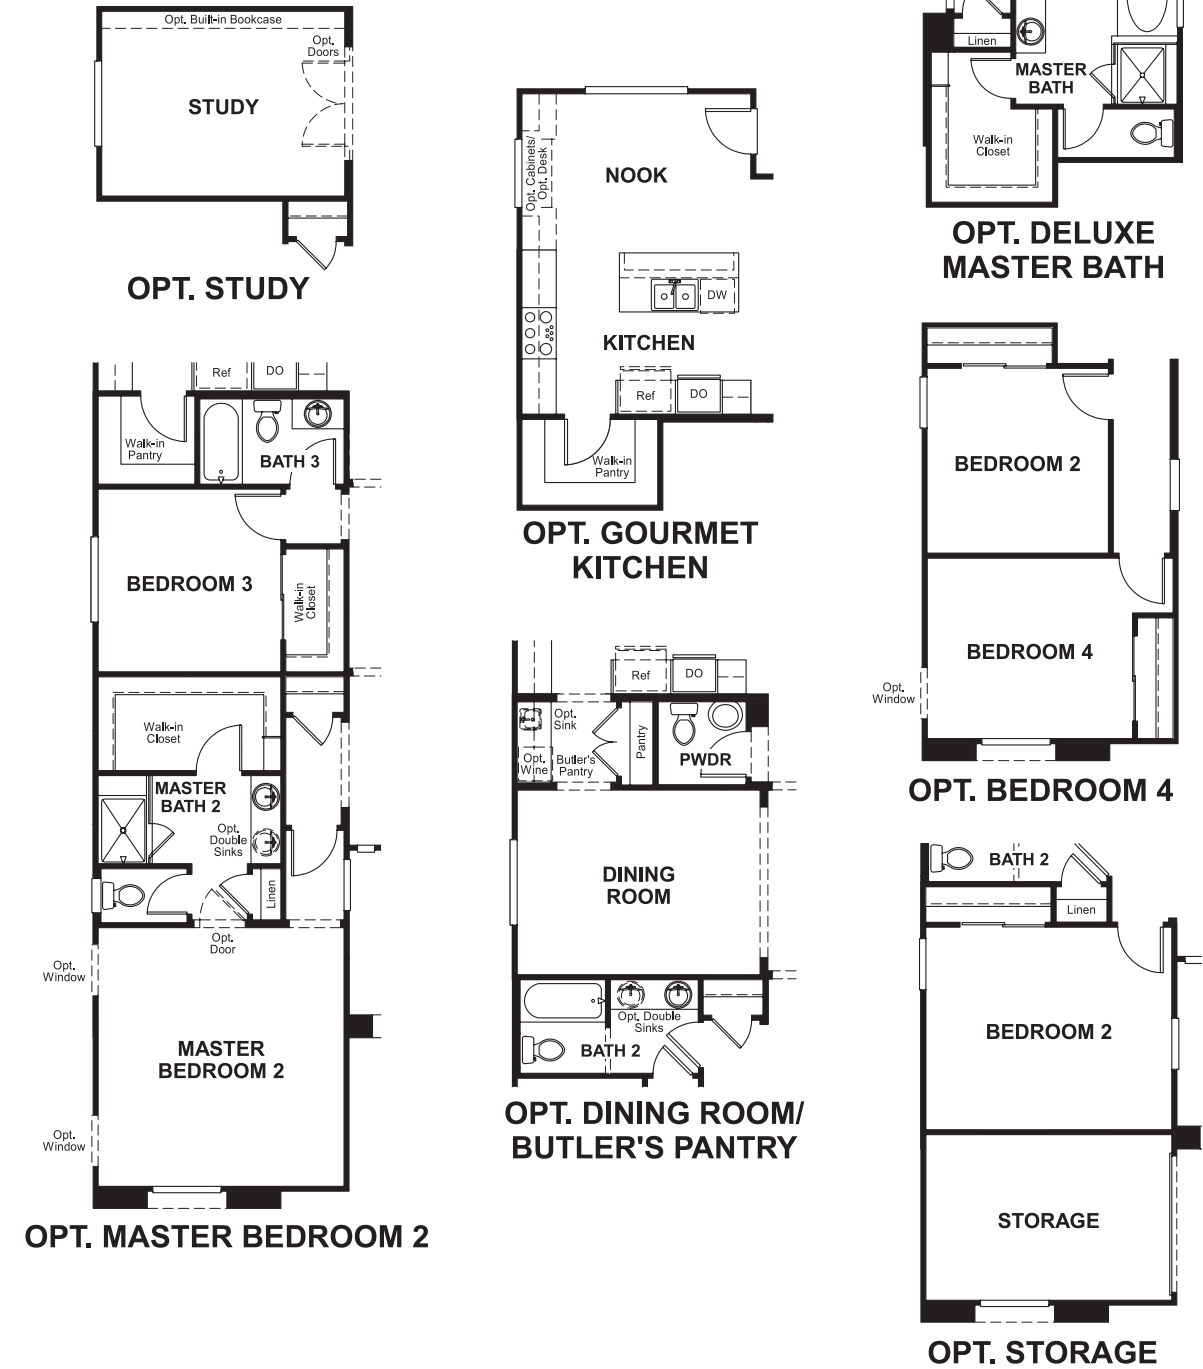 Opt. Built-in Bookcase
Opt.
Doors
STUDY
OPT. STUDY
Opt. Cabinets/
Opt. Desk
NOOK
DW
KITCHEN
Ref
DO
Walk-in
Pantry
OPT. GOURMET
KITCHEN
Linen
MASTER
BATH
Walk-in
Closet
OPT. DELUXE
MASTER BATH
Ref
DO
Walk-in
Pantry
BATH 3
BEDROOM 3
Walk-in
Closet
Walk-in
Closet
MASTER
BATH 2
Opt.
Double
Sinks
Linen
Opt.
Door
Opt.
Window
MASTER
BEDROOM 2
Opt.
Window
OPT. MASTER BEDROOM 2
Ref
DO
Opt.
Sink
Opt.
Wine
Butler's
Pantry
Pantry
PWDR
DINING
ROOM
Opt. Double
Sinks
BATH 2
OPT. DINING ROOM/
BUTLER'S PANTRY
BEDROOM 2
BEDROOM 4
Opt.
Window
OPT. BEDROOM 4
BATH 2
Linen
BEDROOM 2
STORAGE
OPT. STORAGE